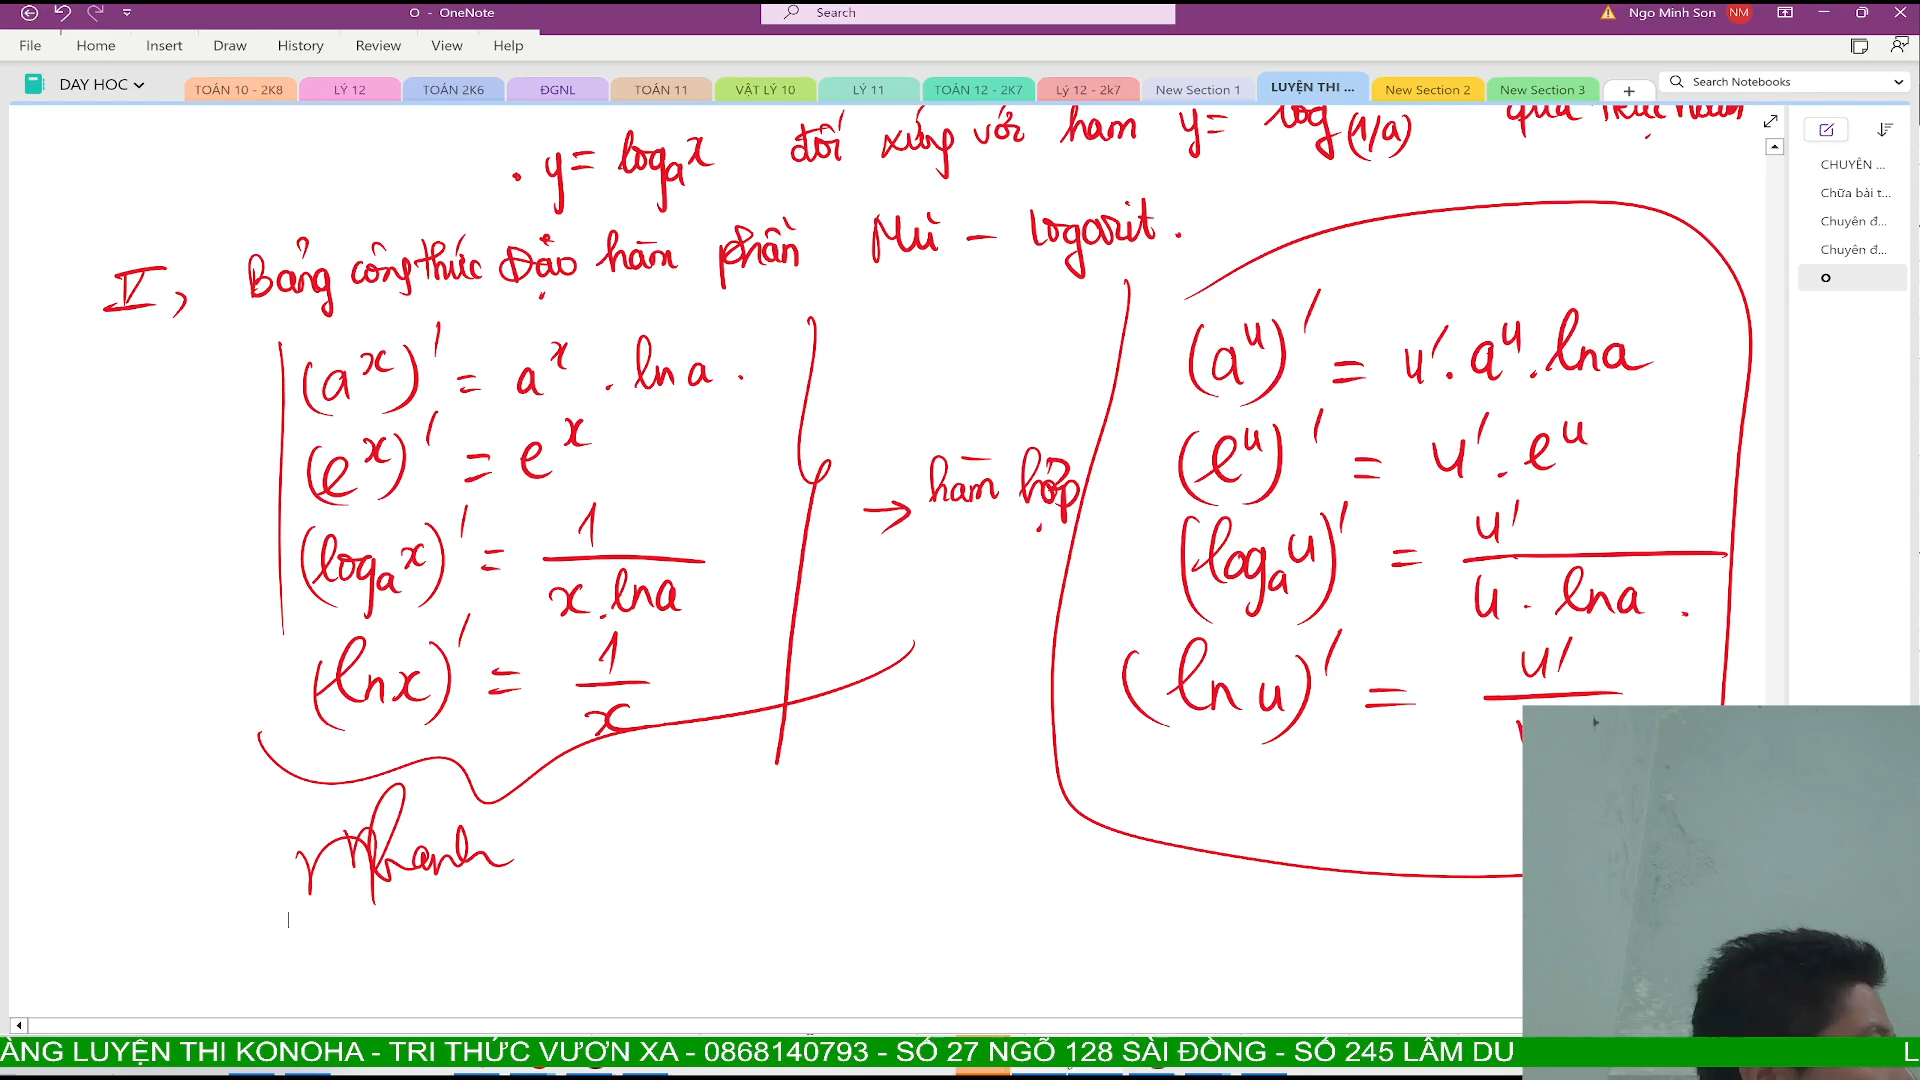 O - OneNote
Search
Ngo Minh Son NM
File Home Insert Draw History Review View Help
DAY HOC
TOÁN 10 - 2K8 LÝ 12 TOÁN 2K6 ĐGNL TOÁN 11 VẬT LÝ 10 LÝ 11 TOÁN 12 - 2K7 Lý 12 - 2k7 New Section 1 LUYỆN THI ... New Section 2 New Section 3 +
Search Notebooks
CHUYÊN ...
Chữa bài t...
Chuyên đ...
Chuyên đ...
O
. y = logₐx đối xứng với hàm y = log (1/a) qua trục hoành
V, Bảng công thức Đạo hàm phần Mũ - logarit.
(aˣ)' = aˣ . ln a .
(eˣ)' = eˣ
(logₐx)' = 1 / (x . lna)
(lnx)' = 1 / x
→ hàm hợp
(aᵘ)' = u' . aᵘ . lna
(eᵘ)' = u' . eᵘ
(logₐu)' = u' / (u . lna) .
(ln u)' = u' /
ÀNG LUYỆN THI KONOHA - TRI THỨC VƯƠN XA - 0868140793 - SỐ 27 NGÕ 128 SÀI ĐỒNG - SỐ 245 LÂM DU L